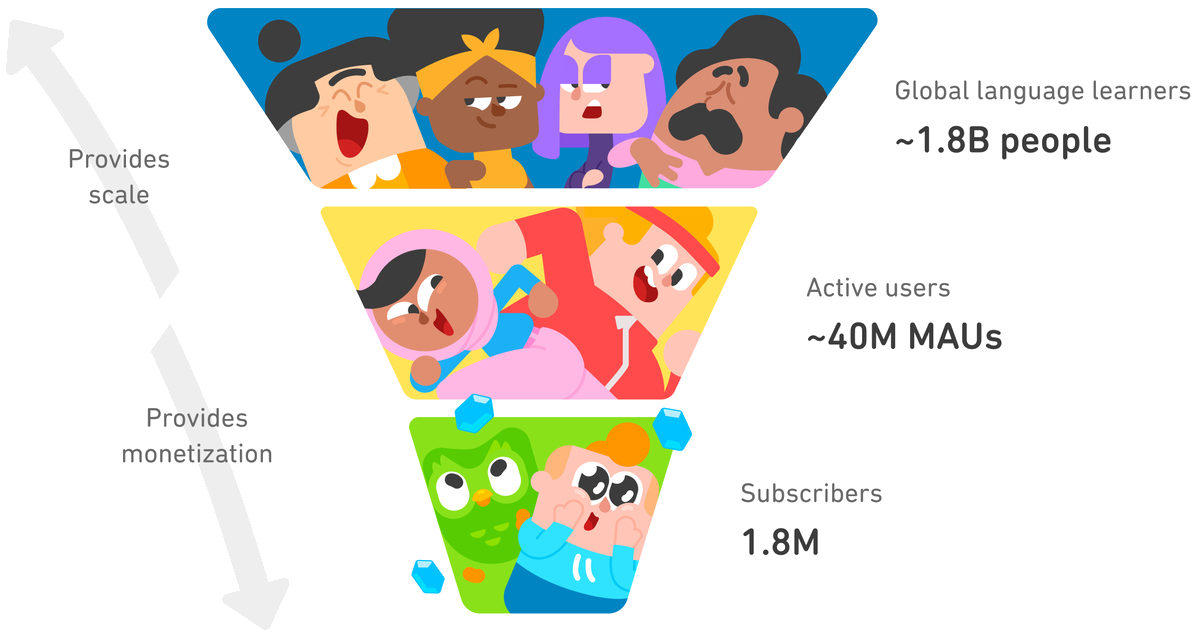 Global language learners
~1.8B people
Provides
scale
Active users
~40M MAUs
Provides
monetization
Subscribers
1.8M